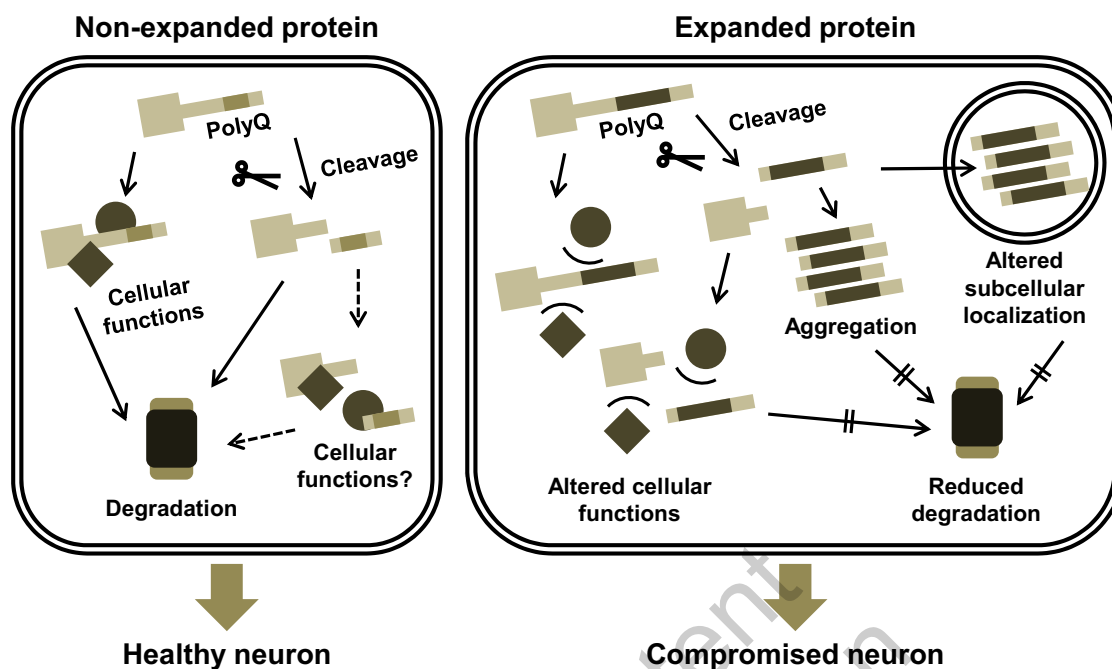 Non-expanded protein
PolyQ
Cleavage
Cellular
functions
Cellular
functions?
Degradation
Healthy neuron
Expanded protein
PolyQ
Cleavage
Aggregation
Altered
subcellular
localization
Altered cellular
functions
Reduced
degradation
Compromised neuron